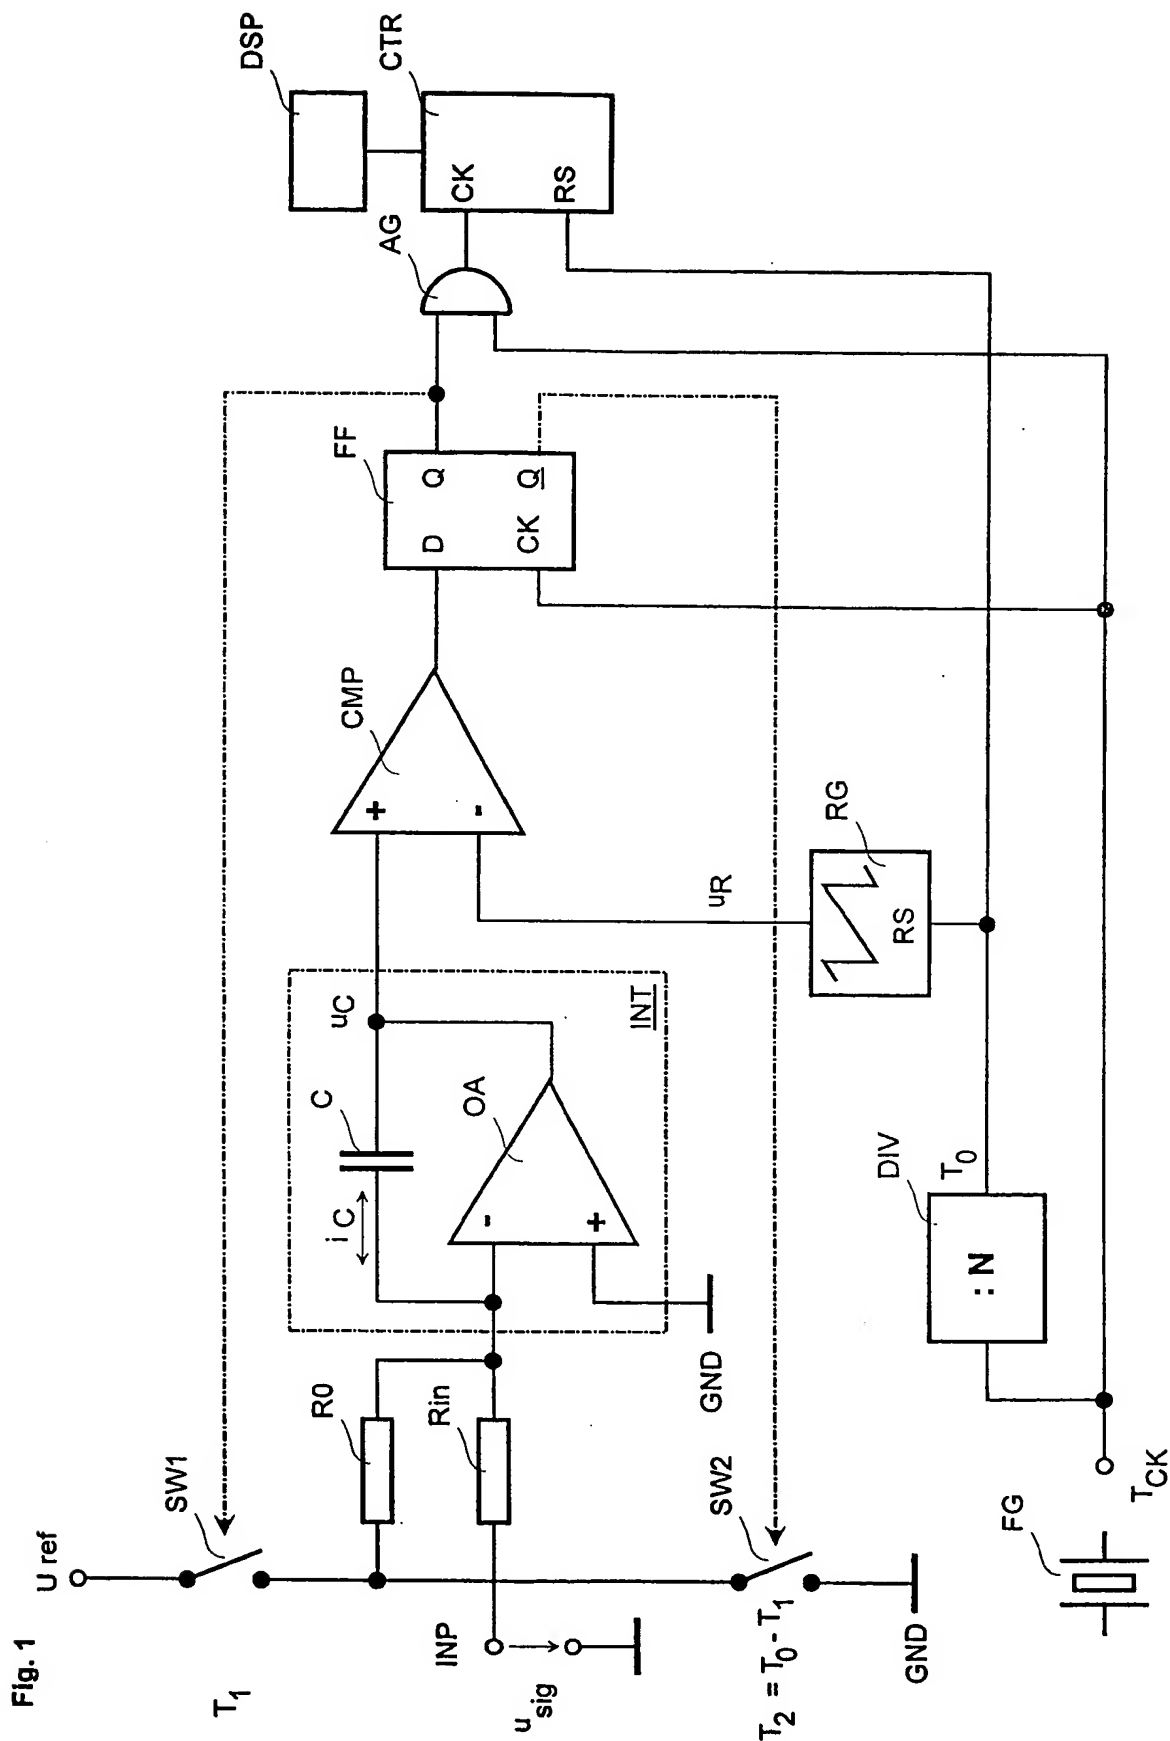 Fig. 1
U ref
SW1
T1
R0
Rin
INP
u sig
SW2
T2 = T0 - T1
GND
GND
iC
C
uC
OA
-
+
INT
CMP
+
-
uR
RG
RS
FF
D
Q
CK
Q
AG
DSP
CTR
CK
RS
DIV
: N
T0
FG
TCK